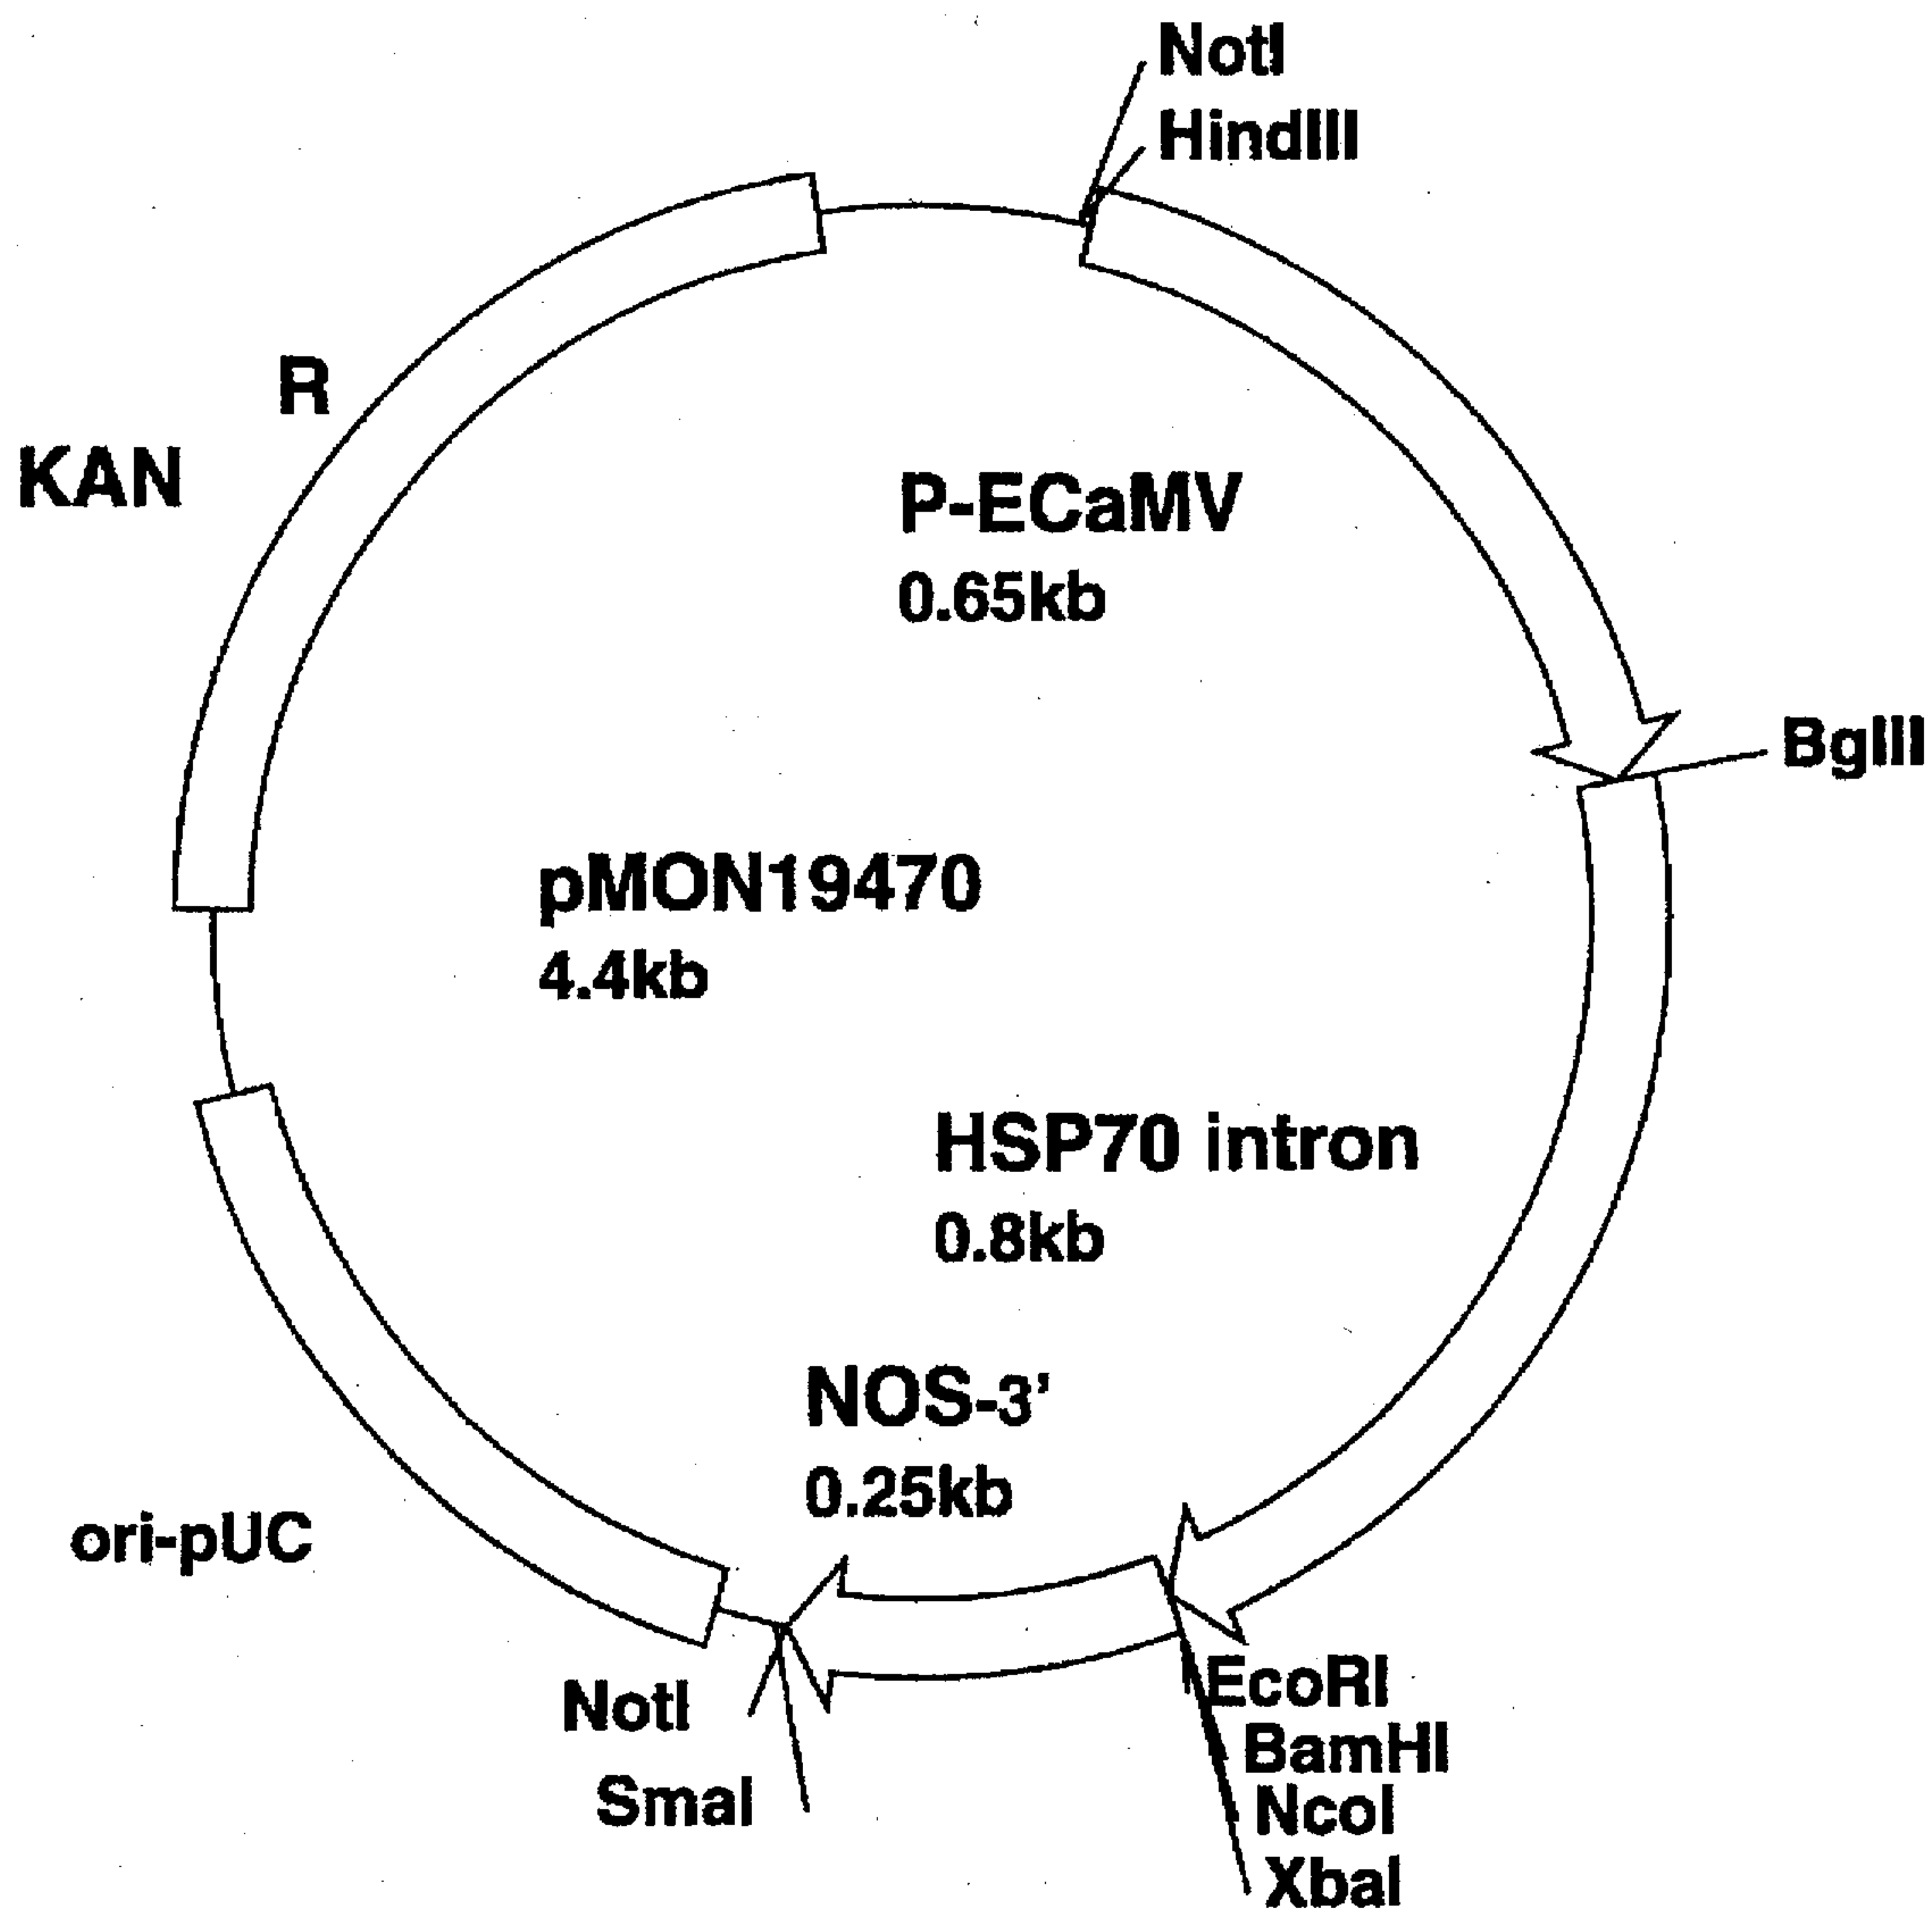 NotI
HindIII
R
KAN
P-ECaMV
0.65kb
BglII
pMON19470
4.4kb
HSP70 intron
0.8kb
NOS-3'
0.25kb
ori-pUC
NotI
SmaI
EcoRI
BamHI
NcoI
XbaI